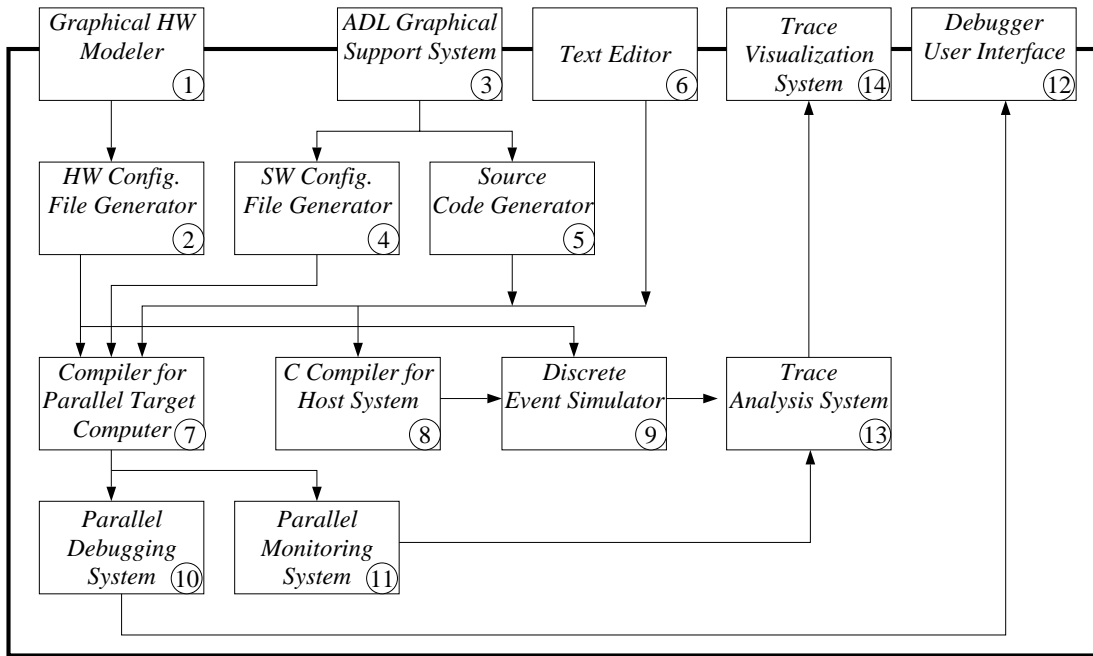 Graphical HW
Modeler
1
ADL Graphical
Support System
3
Text Editor
6
Trace
Visualization
System
14
Debugger
User Interface
12
HW Config.
File Generator
2
SW Config.
File Generator
4
Source
Code Generator
5
Compiler for
Parallel Target
Computer
7
C Compiler for
Host System
8
Discrete
Event Simulator
9
Trace
Analysis System
13
Parallel
Debugging
System
10
Parallel
Monitoring
System
11